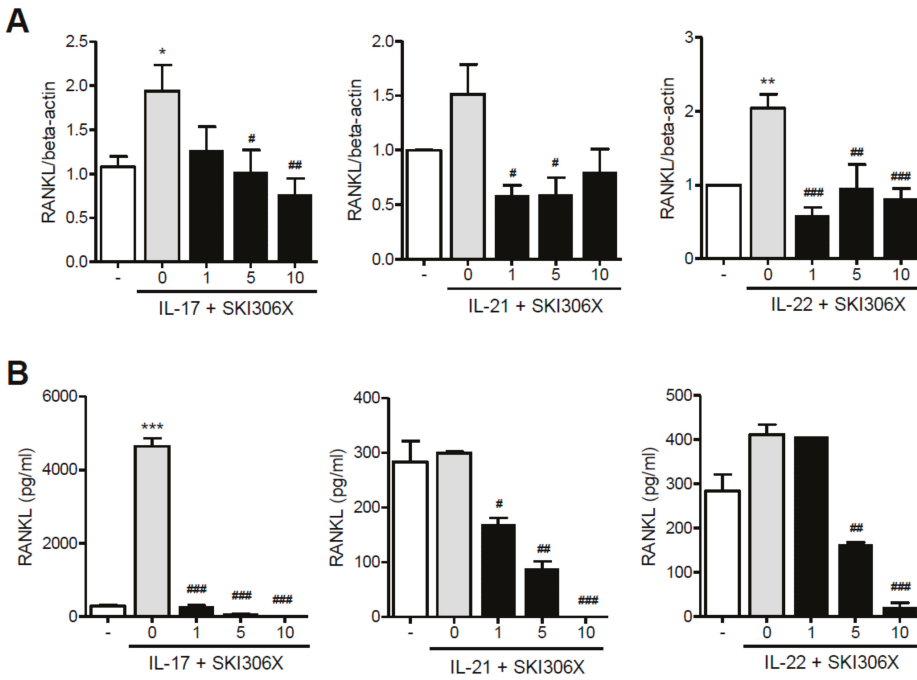 A
RANKL/beta-actin
2.5
2.0
1.5
1.0
0.5
0.0
*
#
##
- 0 1 5 10
IL-17 + SKI306X
RANKL/beta-actin
2.0
1.5
1.0
0.5
0.0
# #
- 0 1 5 10
IL-21 + SKI306X
RANKL/beta-actin
3
2
1
0
**
###
##
###
- 0 1 5 10
IL-22 + SKI306X
B
RANKL (pg/ml)
6000
4000
2000
0
***
### ### ###
- 0 1 5 10
IL-17 + SKI306X
RANKL (pg/ml)
400
300
200
100
0
#
##
###
- 0 1 5 10
IL-21 + SKI306X
RANKL (pg/ml)
500
400
300
200
100
0
##
###
- 0 1 5 10
IL-22 + SKI306X